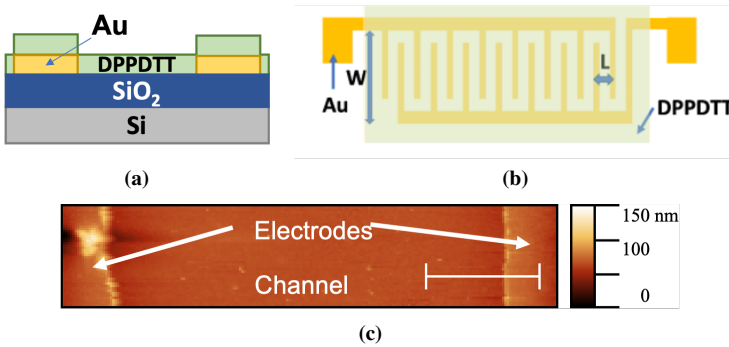 Au
DPPDTT
SiO₂
Si
(a)
W
L
Au
DPPDTT
(b)
Electrodes
Channel
150 nm
100
0
(c)